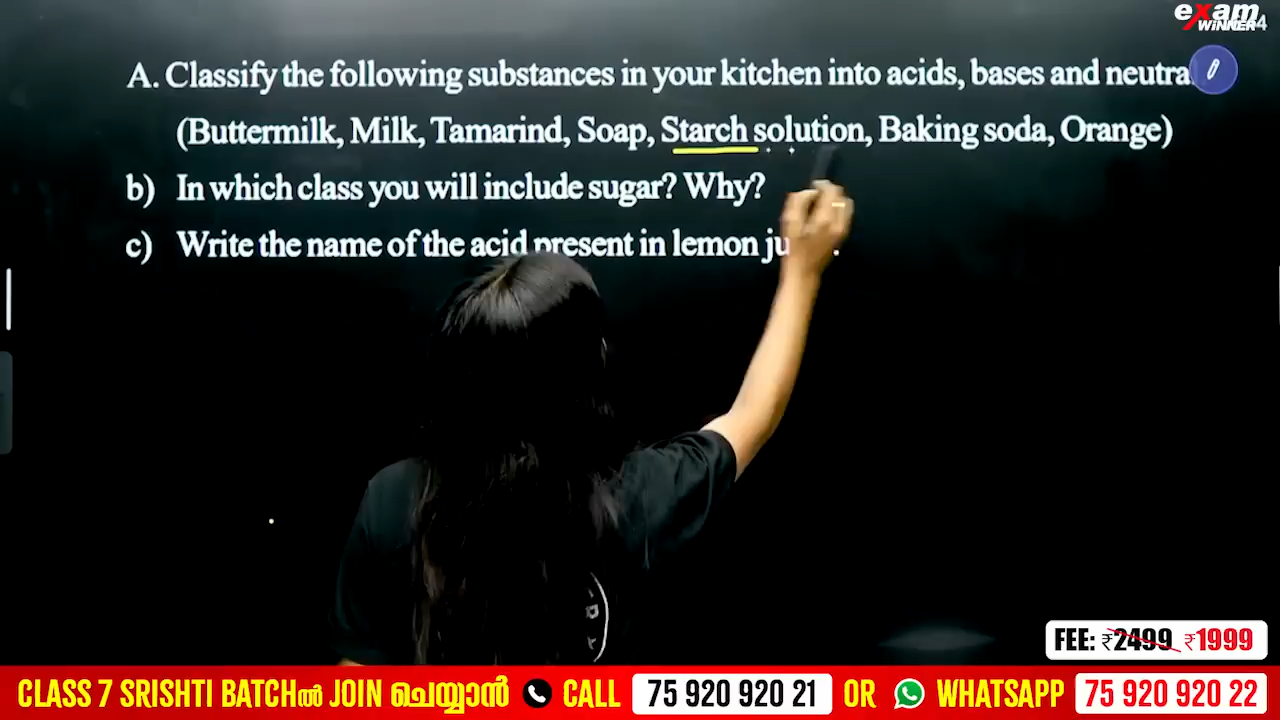 exam
WINNER
A. Classify the following substances in your kitchen into acids, bases and neutra
(Buttermilk, Milk, Tamarind, Soap, Starch solution, Baking soda, Orange)
b) In which class you will include sugar? Why?
c) Write the name of the acid present in lemon
FEE: ₹2499 ₹1999
CLASS 7 SRISHTI BATCHൽ JOIN ചെയ്യാൻ CALL 75 920 920 21 OR WHATSAPP 75 920 920 22